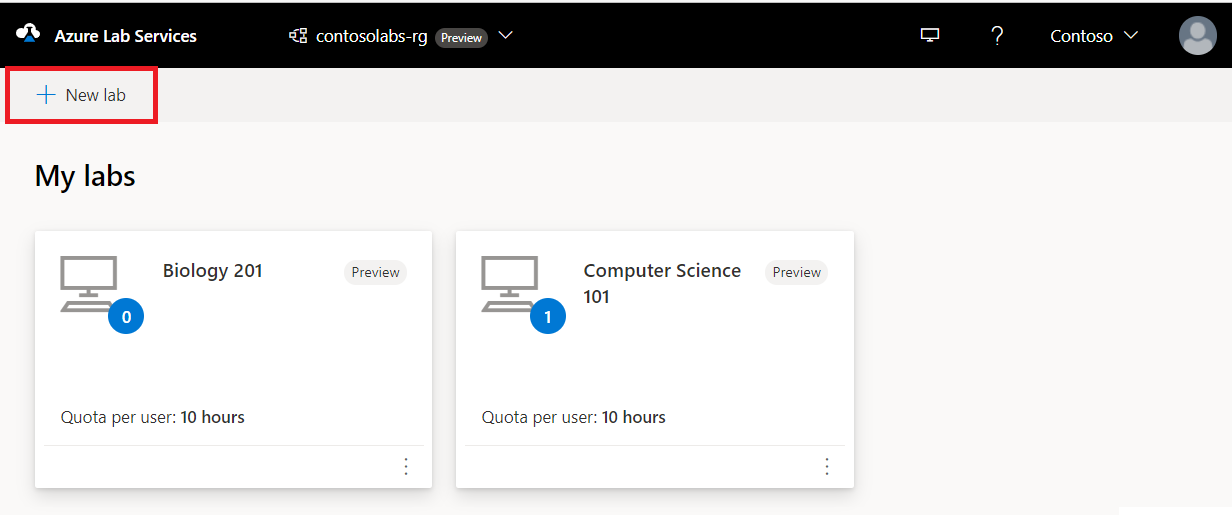 Azure Lab Services contosolabs-rg Preview ? Contoso
+ New lab
My labs
Biology 201 Preview
0
Quota per user: 10 hours
Computer Science Preview
101
1
Quota per user: 10 hours